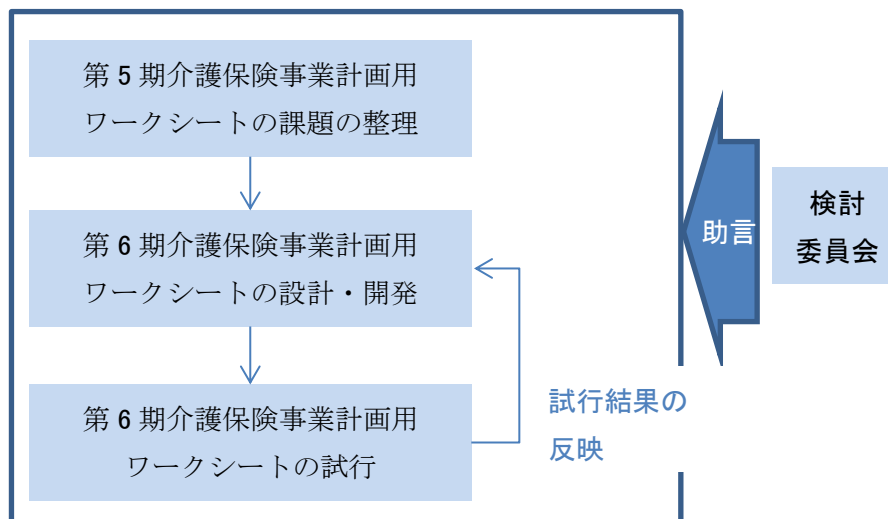 第 5 期介護保険事業計画用
ワークシートの課題の整理
第 6 期介護保険事業計画用
ワークシートの設計・開発
第 6 期介護保険事業計画用
ワークシートの試行
試行結果の
反映
助言
検討
委員会